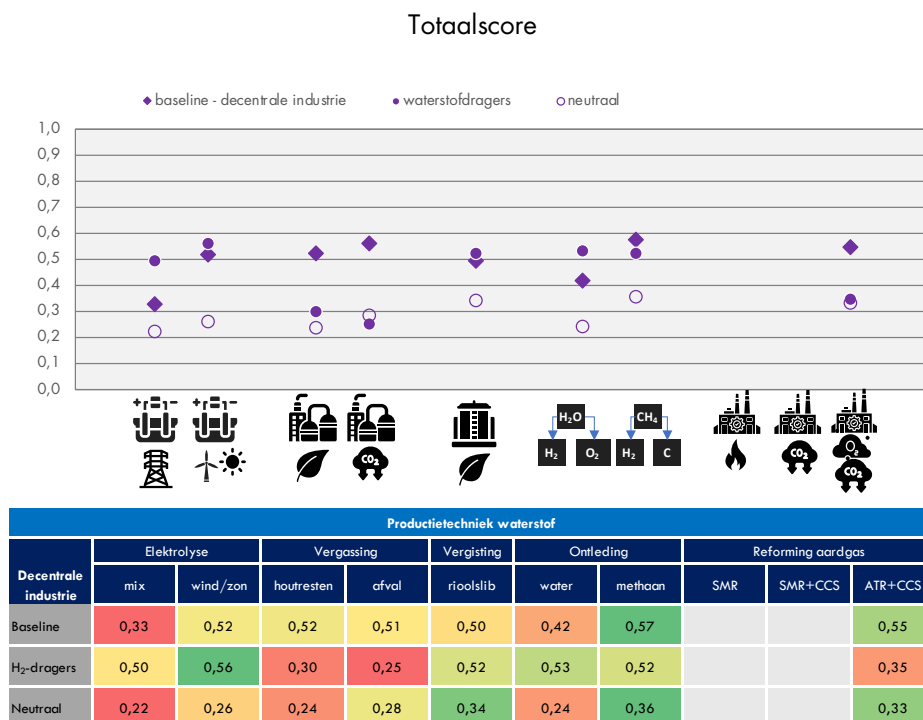 Totaalscore
baseline - decentrale industrie waterstofdragers neutraal
1,0
0,9
0,8
0,7
0,6
0,5
0,4
0,3
0,2
0,1
0,0
H₂O CH₄
H₂ O₂ H₂ C
CO₂ CO₂ O₂
CO₂
Productietechniek waterstof
Decentrale industrie Elektrolyse Vergassing Vergisting Ontleding Reforming aardgas
mix wind/zon houtresten afval rioolslib water methaan SMR SMR+CCS ATR+CCS
Baseline 0,33 0,52 0,52 0,51 0,50 0,42 0,57 0,55
H₂-dragers 0,50 0,56 0,30 0,25 0,52 0,53 0,52 0,35
Neutraal 0,22 0,26 0,24 0,28 0,34 0,24 0,36 0,33